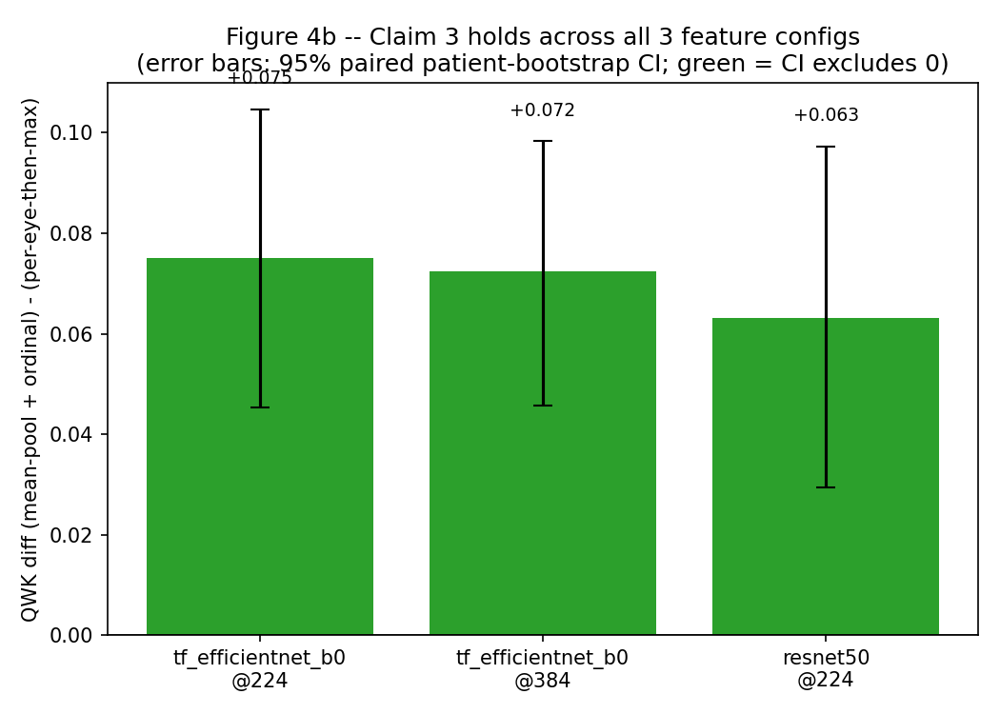 Figure 4b -- Claim 3 holds across all 3 feature configs
(error bars: 95% paired patient-bootstrap CI; green = CI excludes 0)
+0.075
+0.072
+0.063
QWK diff (mean-pool + ordinal) - (per-eye-then-max)
0.10
0.08
0.06
0.04
0.02
0.00
tf_efficientnet_b0
@224
tf_efficientnet_b0
@384
resnet50
@224